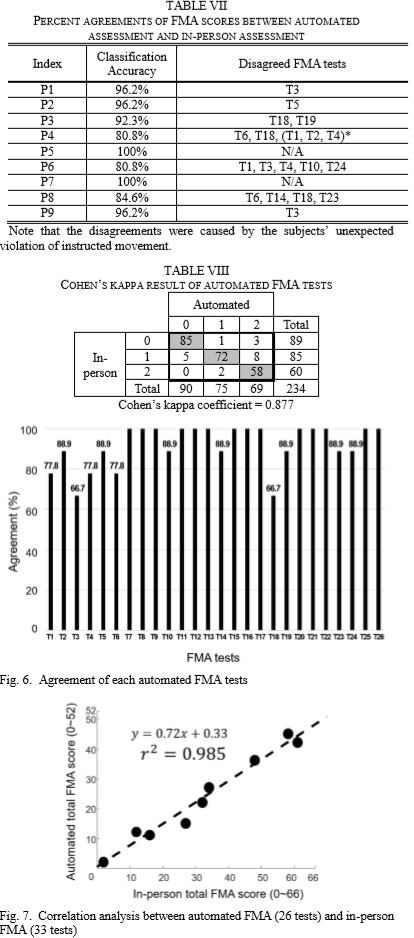 TABLE VII
PERCENT AGREEMENTS OF FMA SCORES BETWEEN AUTOMATED
ASSESSMENT AND IN-PERSON ASSESSMENT
Index Classification Accuracy Disagreed FMA tests
P1 96.2% T3
P2 96.2% T5
P3 92.3% T18, T19
P4 80.8% T6, T18, (T1, T2, T4)*
P5 100% N/A
P6 80.8% T1, T3, T4, T10, T24
P7 100% N/A
P8 84.6% T6, T14, T18, T23
P9 96.2% T3
Note that the disagreements were caused by the subjects' unexpected
violation of instructed movement.
TABLE VIII
COHEN'S KAPPA RESULT OF AUTOMATED FMA TESTS
Automated
0 1 2 Total
In-person
0 85 1 3 89
1 5 72 8 85
2 0 2 58 60
Total 90 75 69 234
Cohen's kappa coefficient = 0.877
Agreement (%)
100
80
60
40
20
0
77.8 88.9 66.7 77.8 88.9 77.8 88.9 88.9 66.7 88.9 88.9 88.9
T1 T2 T3 T4 T5 T6 T7 T8 T9 T10 T11 T12 T13 T14 T15 T16 T17 T18 T19 T20 T21 T22 T23 T24 T25 T26
FMA tests
Fig. 6. Agreement of each automated FMA tests
Automated total FMA score (0~52)
52
50
40
30
20
10
y = 0.72x + 0.33
r² = 0.985
0 10 20 30 40 50 60 66
In-person total FMA score (0~66)
Fig. 7. Correlation analysis between automated FMA (26 tests) and in-person
FMA (33 tests)